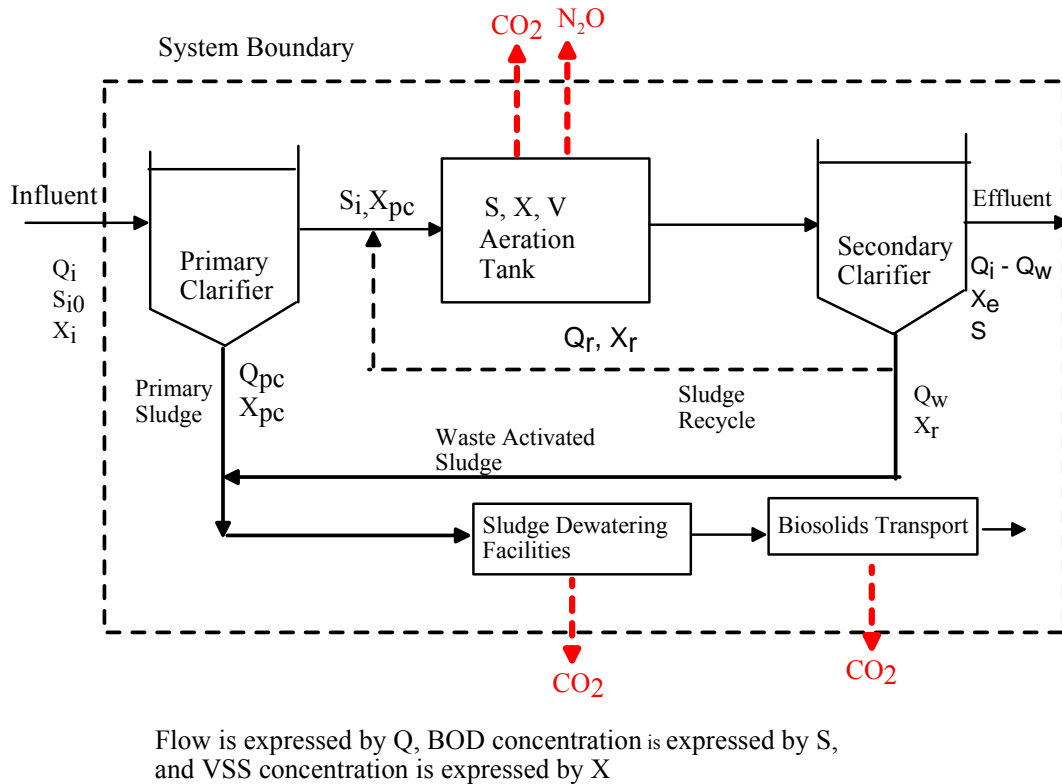 CO2
N2O
System Boundary
Influent
Si,Xpc
S, X, V
Aeration
Tank
Effluent
Primary
Clarifier
Secondary
Clarifier
Qi
Si0
Xi
Qi - Qw
Xe
S
Qr, Xr
Primary
Sludge
Qpc
Xpc
Sludge
Recycle
Qw
Xr
Waste Activated
Sludge
Sludge Dewatering
Facilities
Biosolids Transport
CO2
CO2
Flow is expressed by Q, BOD concentration is expressed by S,
and VSS concentration is expressed by X